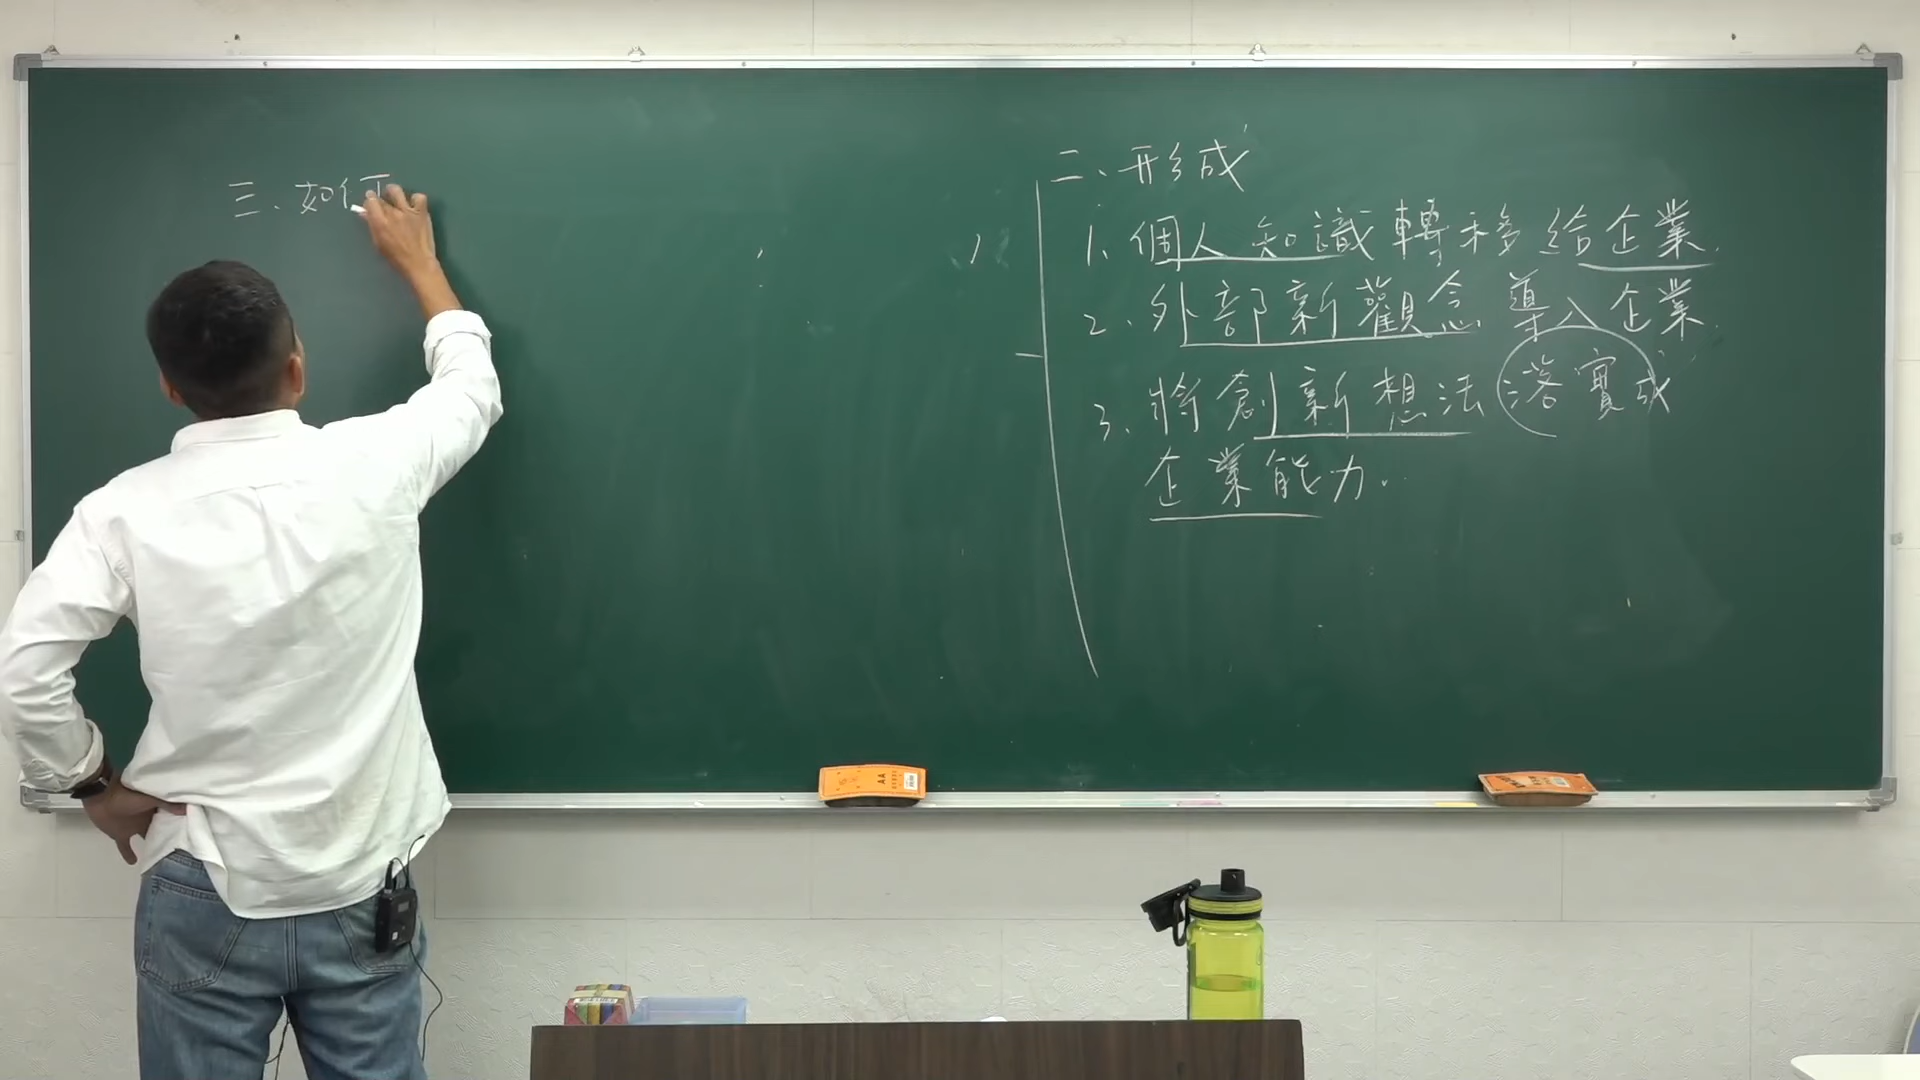 三、如何
二、形成
1、個人知識轉移給企業.
2、外部新觀念導入企業.
3、將創新想法落實成
企業能力.
AA